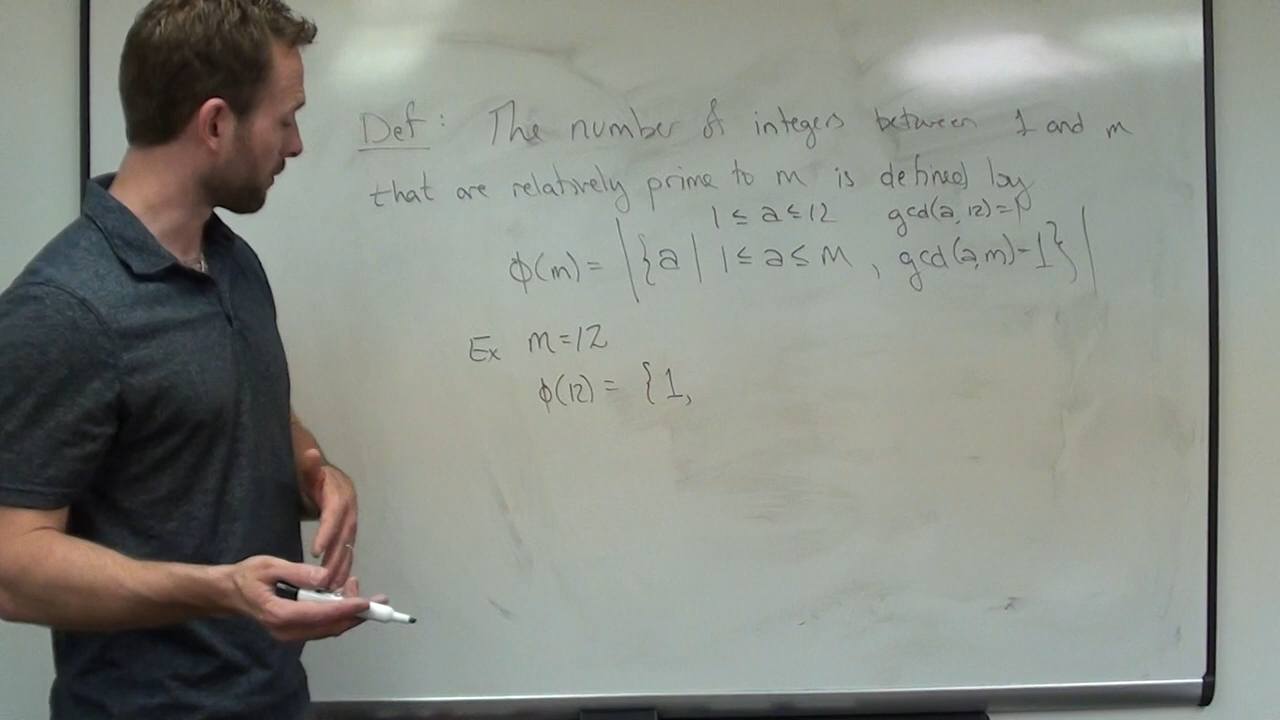 Def: The number of integers between 1 and m
that are relatively prime to m is defined by
1 ≤ a ≤ 12 gcd(a, 12)=1
φ(m) = |{a | 1 ≤ a ≤ m , gcd(a,m)=1}|
Ex m=12
φ(12) = {1,